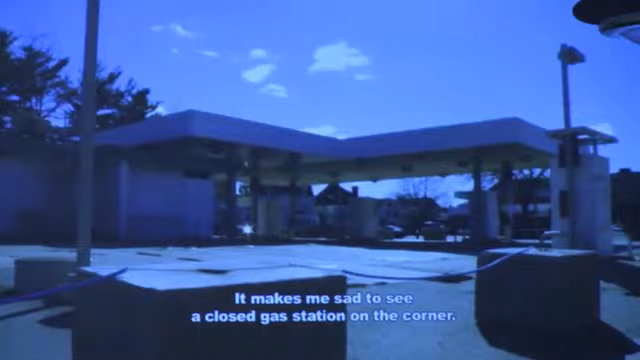 It makes me sad to see
a closed gas station on the corner.